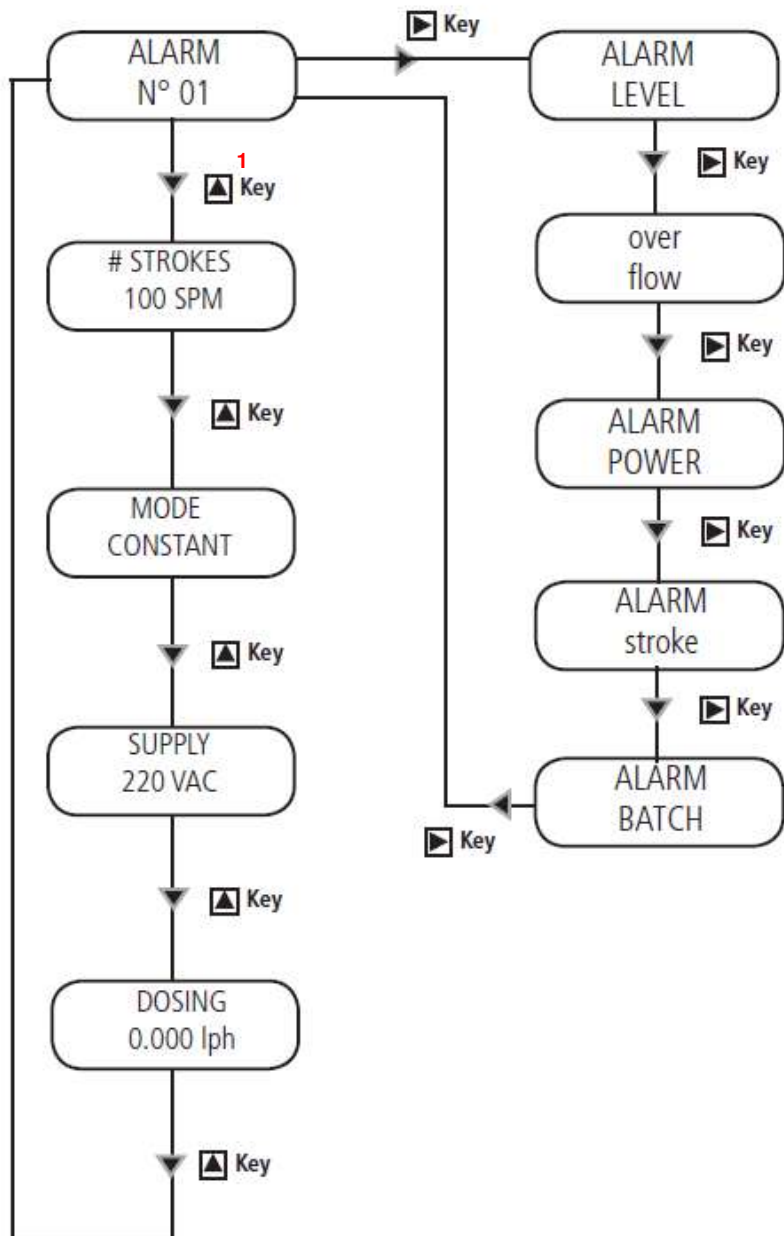 Key
ALARM
N° 01
ALARM
LEVEL
1
Key
Key
# STROKES
100 SPM
over
flow
Key
Key
ALARM
POWER
MODE
CONSTANT
Key
ALARM
stroke
Key
Key
SUPPLY
220 VAC
ALARM
BATCH
Key
Key
DOSING
0.000 lph
Key